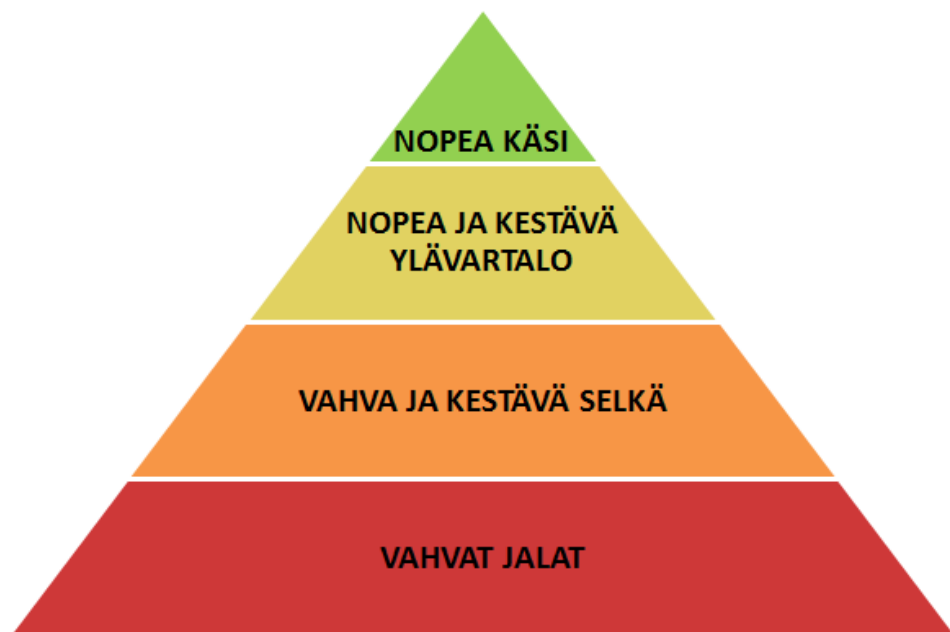 NOPEA KÄSI
NOPEA JA KESTÄVÄ
YLÄVARTALO
VAHVA JA KESTÄVÄ SELKÄ
VAHVAT JALAT